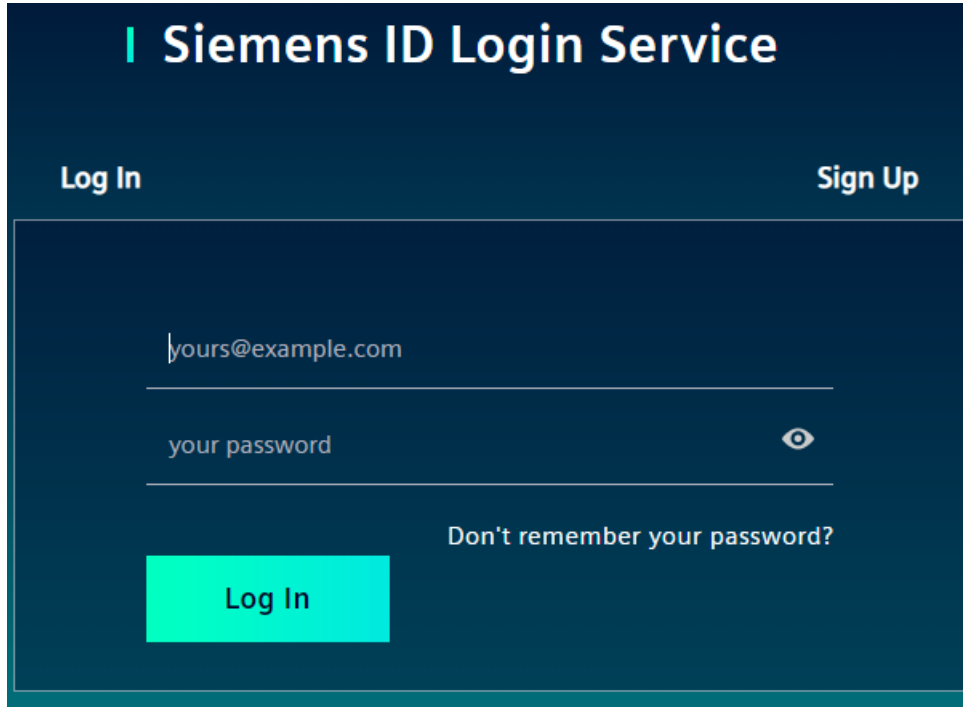 Siemens ID Login Service
Log In
Sign Up
yours@example.com
your password
Don't remember your password?
Log In